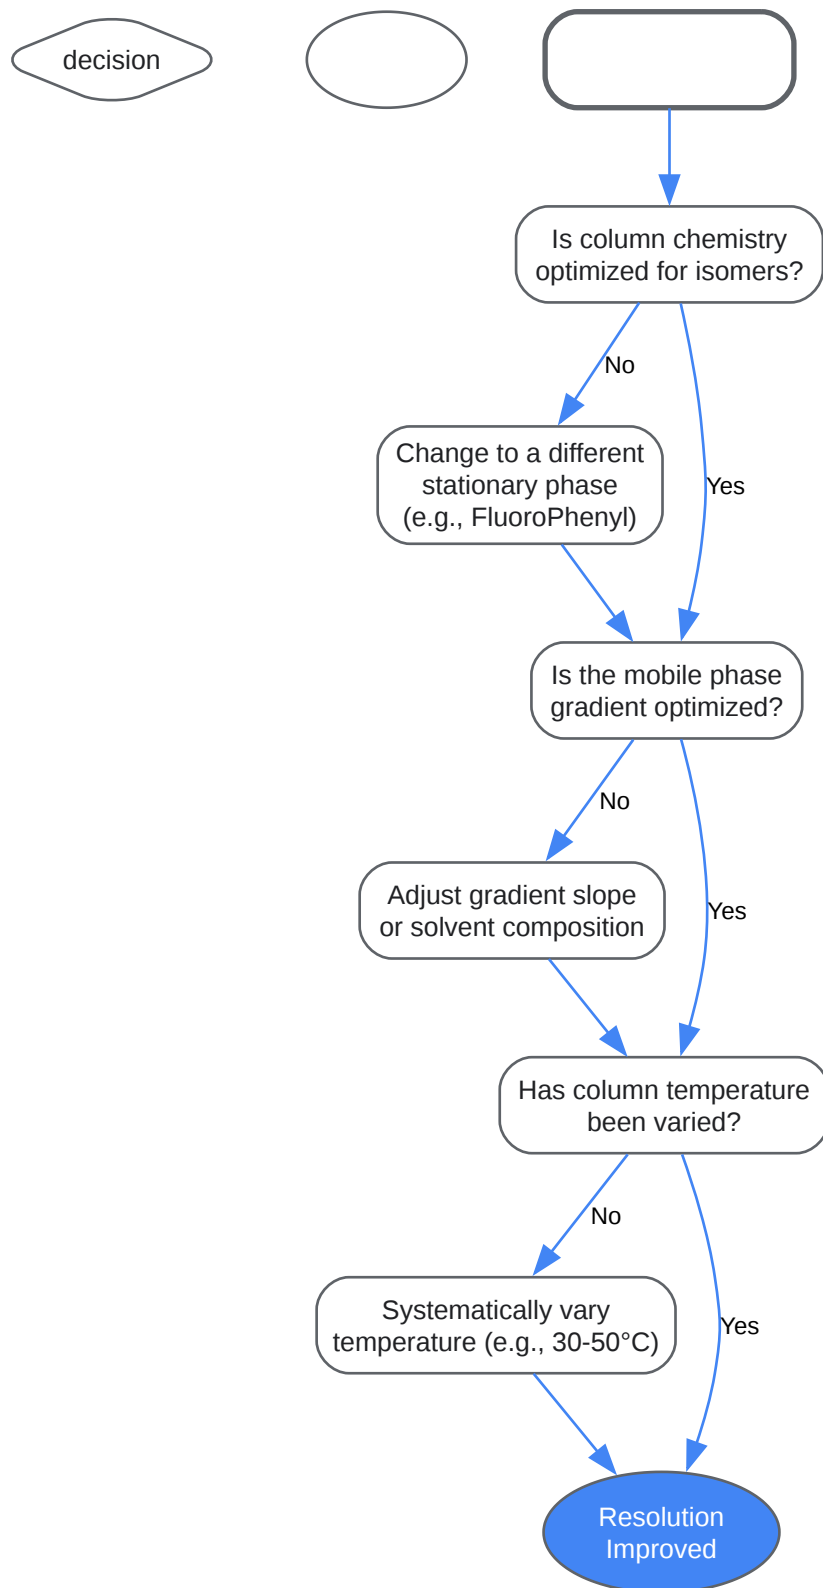 decision
Is column chemistry
optimized for isomers?
No
Change to a different
stationary phase
(e.g., FluoroPhenyl)
Yes
Is the mobile phase
gradient optimized?
No
Adjust gradient slope
or solvent composition
Yes
Has column temperature
been varied?
No
Systematically vary
temperature (e.g., 30-50°C)
Yes
Resolution
Improved